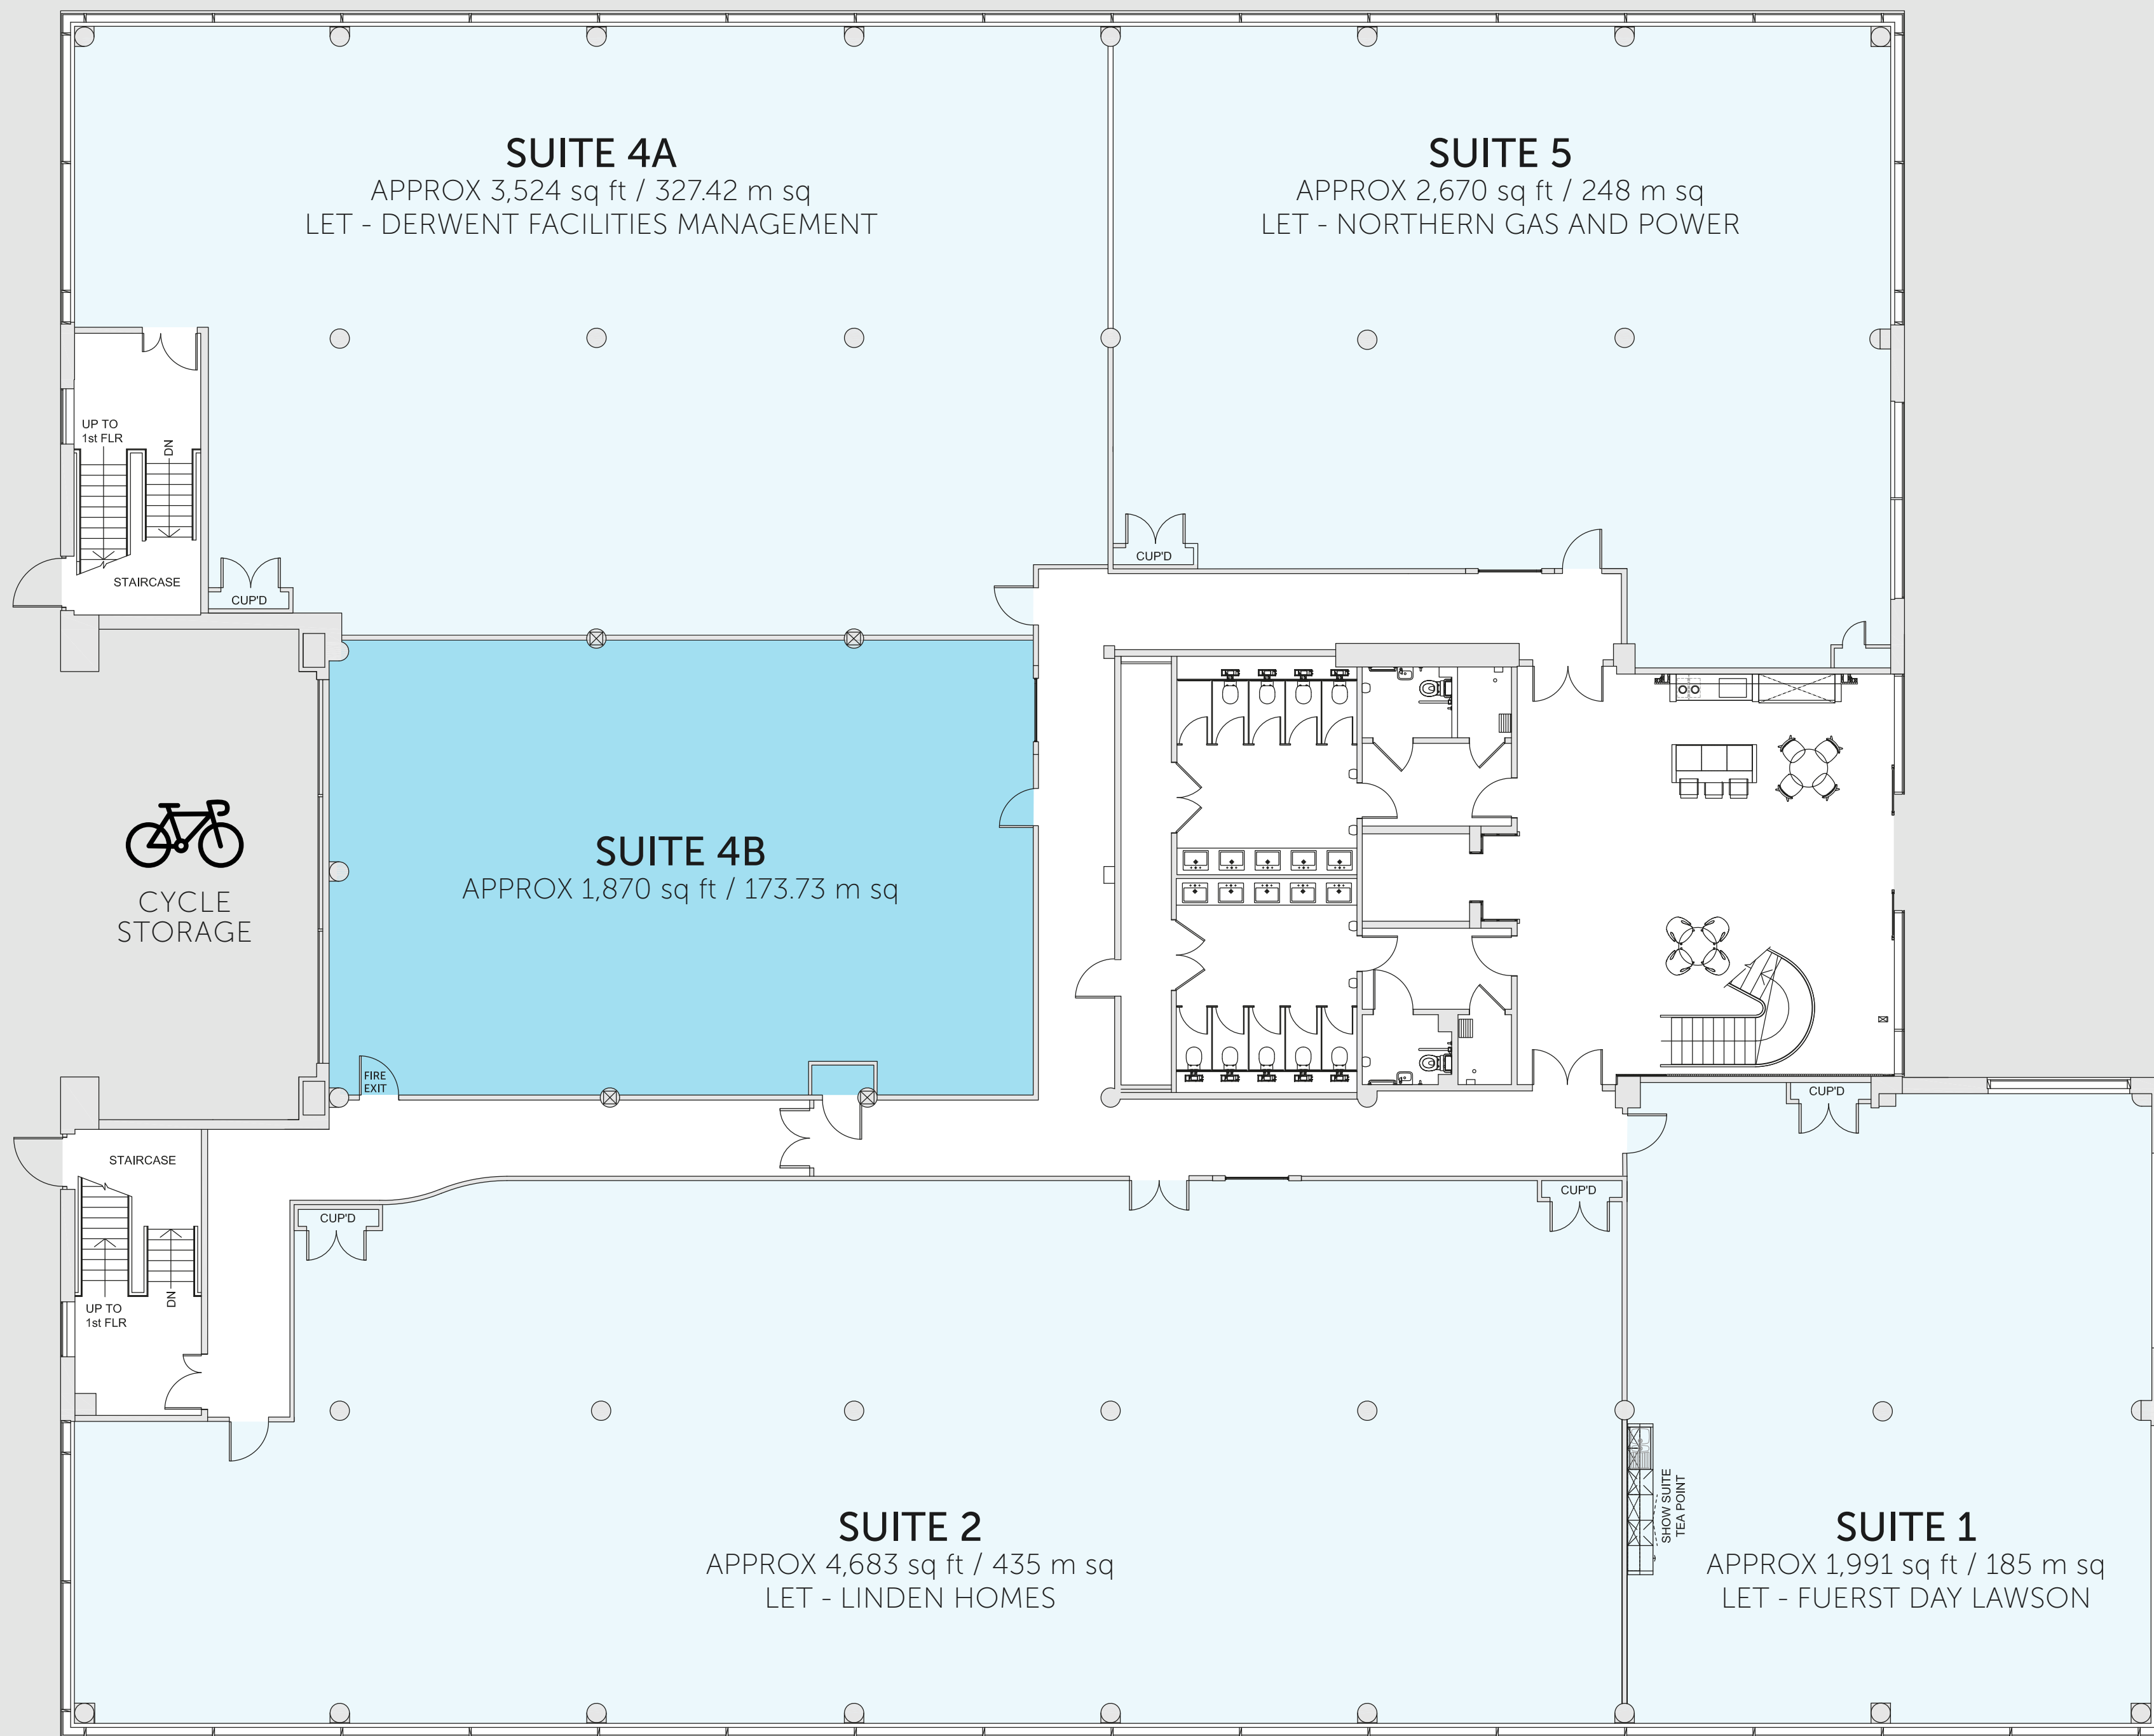 SUITE 4A
APPROX 3,524 sq ft / 327.42 m sq
LET - DERWENT FACILITIES MANAGEMENT
SUITE 5
APPROX 2,670 sq ft / 248 m sq
LET - NORTHERN GAS AND POWER
UP TO
1st FLR
DN
STAIRCASE
CUP'D
CUP'D
CYCLE
STORAGE
SUITE 4B
APPROX 1,870 sq ft / 173.73 m sq
FIRE
EXIT
CUP'D
STAIRCASE
UP TO
1st FLR
DN
CUP'D
CUP'D
SHOW SUITE
TEA POINT
SUITE 2
APPROX 4,683 sq ft / 435 m sq
LET - LINDEN HOMES
SUITE 1
APPROX 1,991 sq ft / 185 m sq
LET - FUERST DAY LAWSON